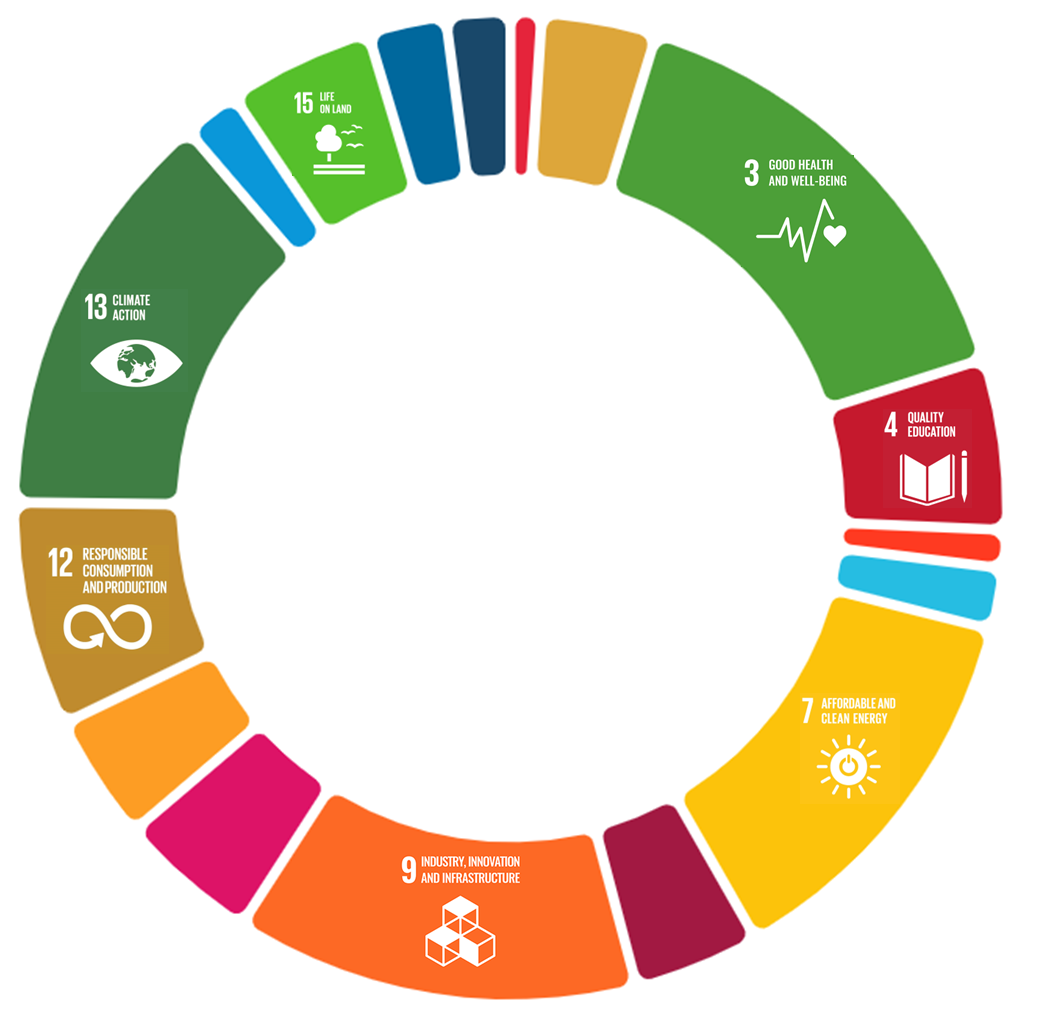 15 LIFE
ON LAND
3 GOOD HEALTH
AND WELL-BEING
13 CLIMATE
ACTION
4 QUALITY
EDUCATION
12 RESPONSIBLE
CONSUMPTION
AND PRODUCTION
7 AFFORDABLE AND
CLEAN ENERGY
9 INDUSTRY, INNOVATION
AND INFRASTRUCTURE